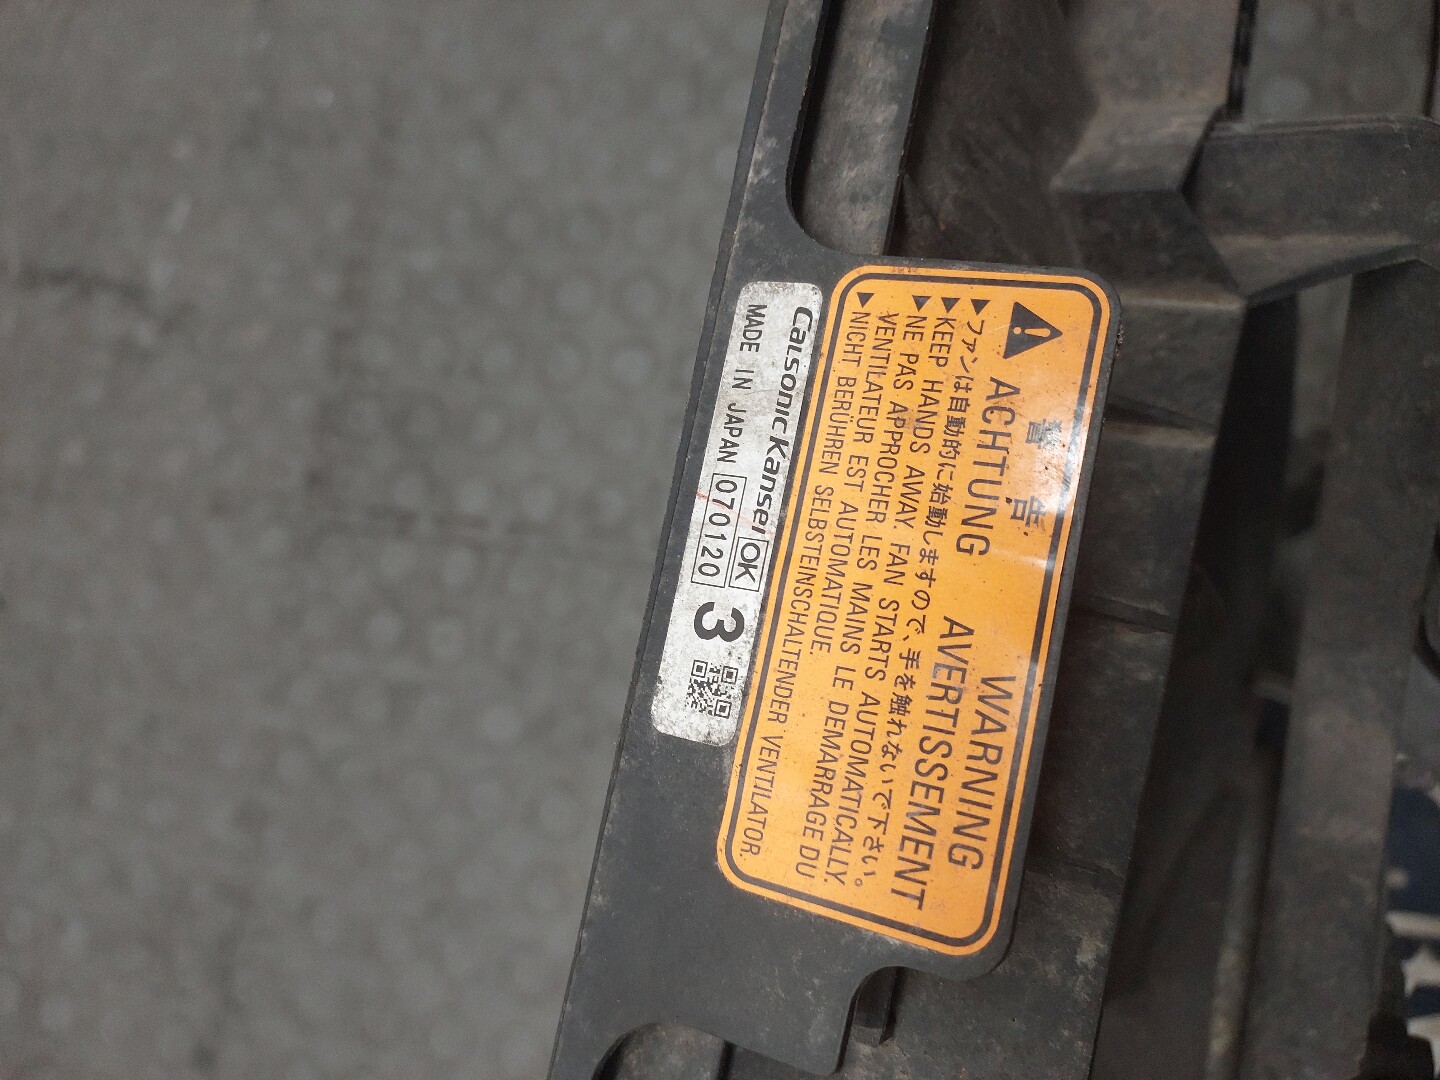 警 告 WARNING
ACHTUNG AVERTISSEMENT
▶ファンは自動的に始動しますので、手を触れないで下さい。
▶KEEP HANDS AWAY. FAN STARTS AUTOMATICALLY
▶NE PAS APPROCHER LES MAINS LE DEMARRAGE DU
VENTILATEUR EST AUTOMATIQUE.
▶NICHT BERÜHREN SELBSTEINSCHALTENDER VENTILATOR.
CalsonicKansei OK 3
MADE IN JAPAN 070120